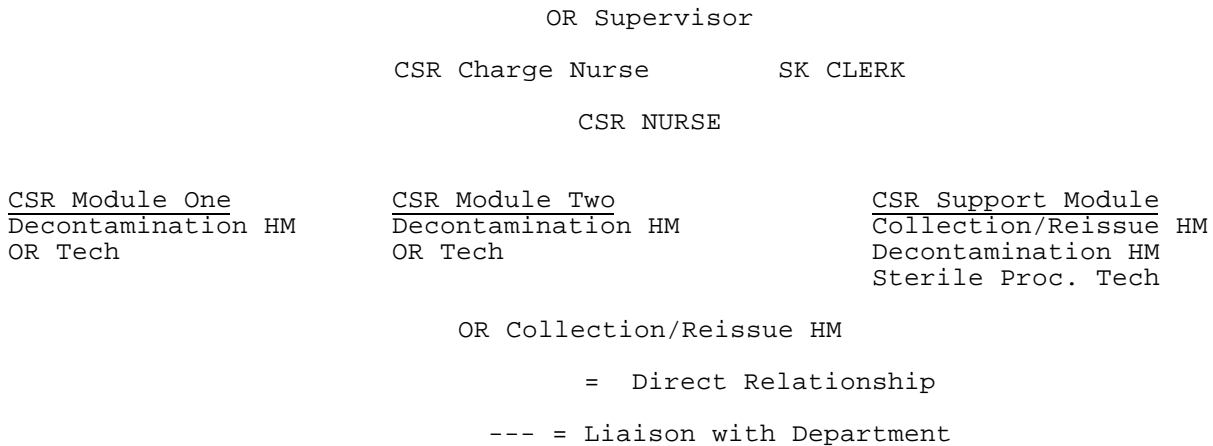 OR Supervisor
CSR Charge Nurse SK CLERK
CSR NURSE
CSR Module One CSR Module Two CSR Support Module
Decontamination HM Decontamination HM Collection/Reissue HM
OR Tech OR Tech Decontamination HM
Sterile Proc. Tech
OR Collection/Reissue HM
= Direct Relationship
--- = Liaison with Department